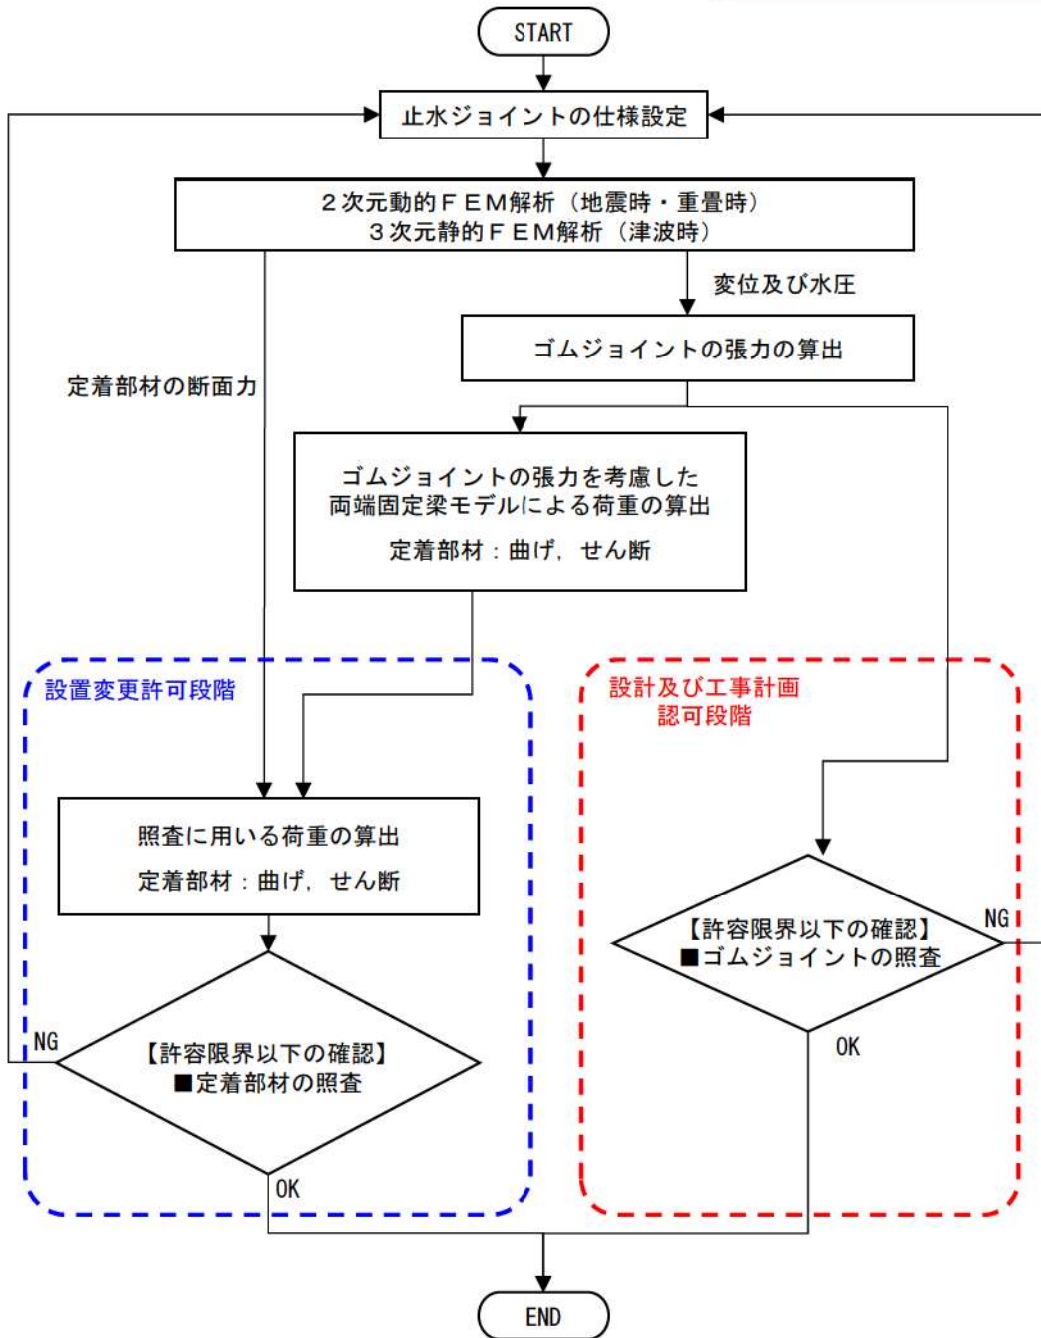 START
止水ジョイントの仕様設定
２次元動的ＦＥＭ解析（地震時・重畳時）
３次元静的ＦＥＭ解析（津波時）
変位及び水圧
ゴムジョイントの張力の算出
定着部材の断面力
ゴムジョイントの張力を考慮した
両端固定梁モデルによる荷重の算出
定着部材：曲げ，せん断
設置変更許可段階
設計及び工事計画
認可段階
照査に用いる荷重の算出
定着部材：曲げ，せん断
【許容限界以下の確認】
■ゴムジョイントの照査
NG
OK
NG
【許容限界以下の確認】
■定着部材の照査
OK
END